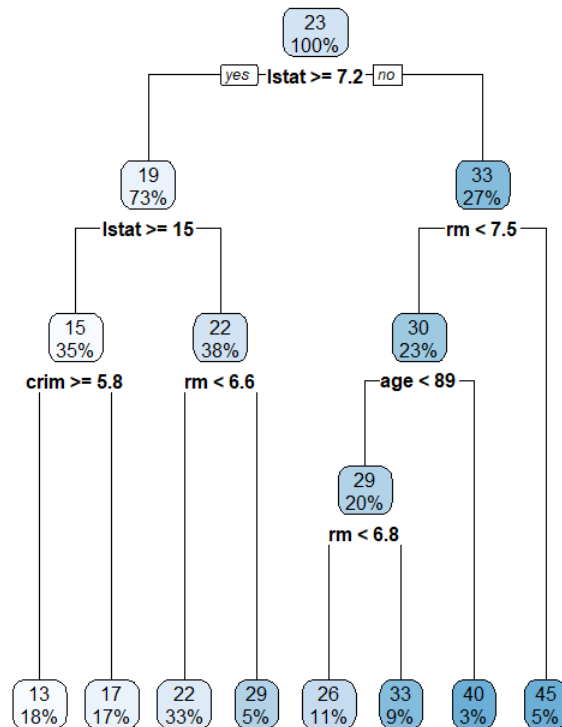 23
100%
yes lstat >= 7.2 no
19 33
73% 27%
lstat >= 15 rm < 7.5
15 22 30
35% 38% 23%
crim >= 5.8 rm < 6.6 age < 89
29
20%
rm < 6.8
13 17 22 29 26 33 40 45
18% 17% 33% 5% 11% 9% 3% 5%